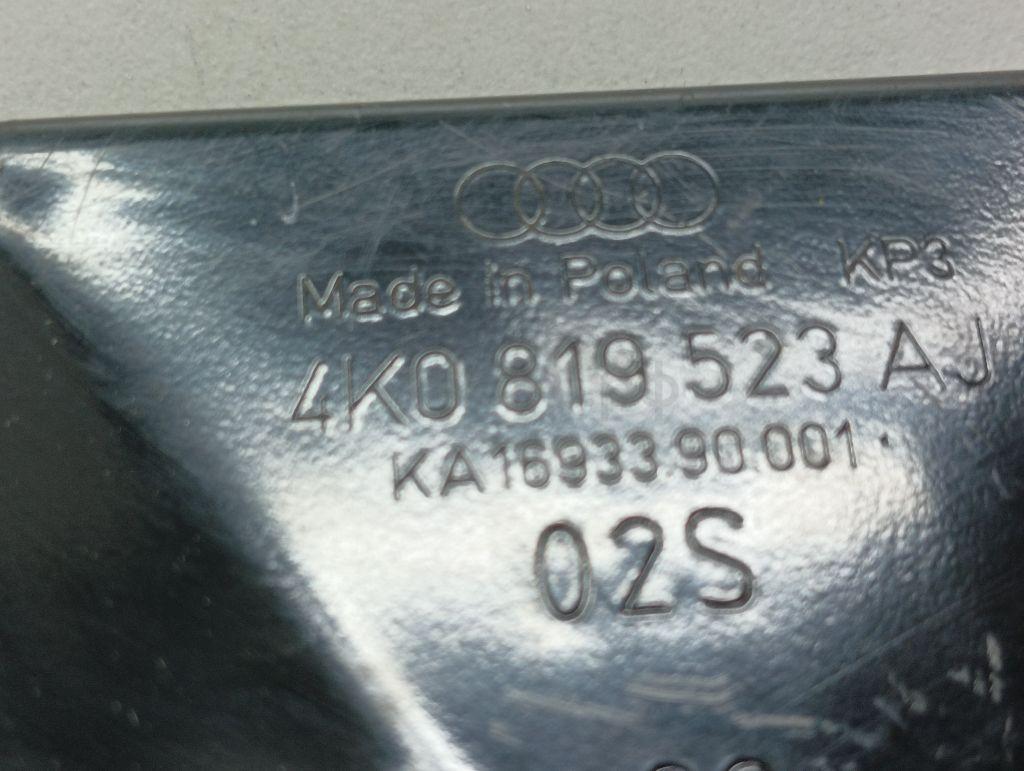 Made in Poland KP3
4K0 819 523 AJ
KA16933.90.001.
02S